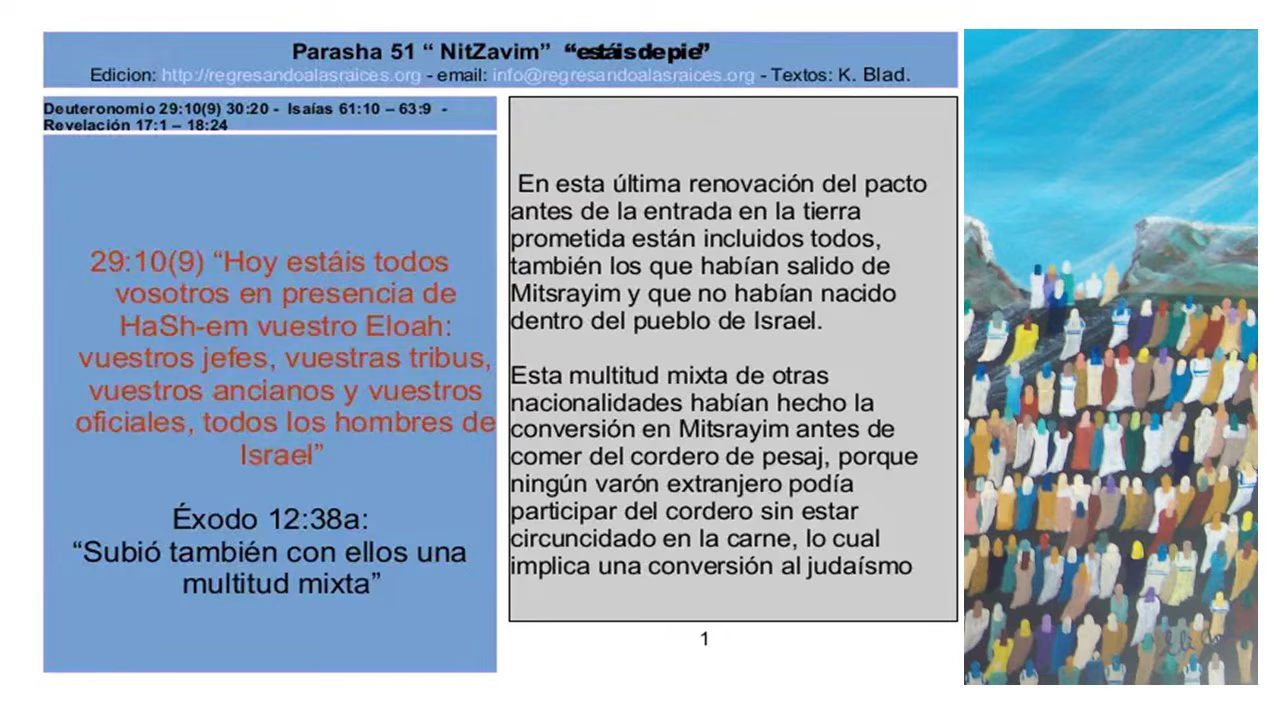 Parasha 51 “ NitZavim” “estáis de pie”
Edicion: http://regresandoalasraices.org - email: info@regresandoalasraices.org - Textos: K. Blad.
Deuteronomio 29:10(9) 30:20 - Isaías 61:10 – 63:9 -
Revelación 17:1 – 18:24
29:10(9) “Hoy estáis todos
vosotros en presencia de
HaSh-em vuestro Eloah:
vuestros jefes, vuestras tribus,
vuestros ancianos y vuestros
oficiales, todos los hombres de
Israel”
Éxodo 12:38a:
“Subió también con ellos una
multitud mixta”
En esta última renovación del pacto
antes de la entrada en la tierra
prometida están incluidos todos,
también los que habían salido de
Mitsrayim y que no habían nacido
dentro del pueblo de Israel.
Esta multitud mixta de otras
nacionalidades habían hecho la
conversión en Mitsrayim antes de
comer del cordero de pesaj, porque
ningún varón extranjero podía
participar del cordero sin estar
circuncidado en la carne, lo cual
implica una conversión al judaísmo
1